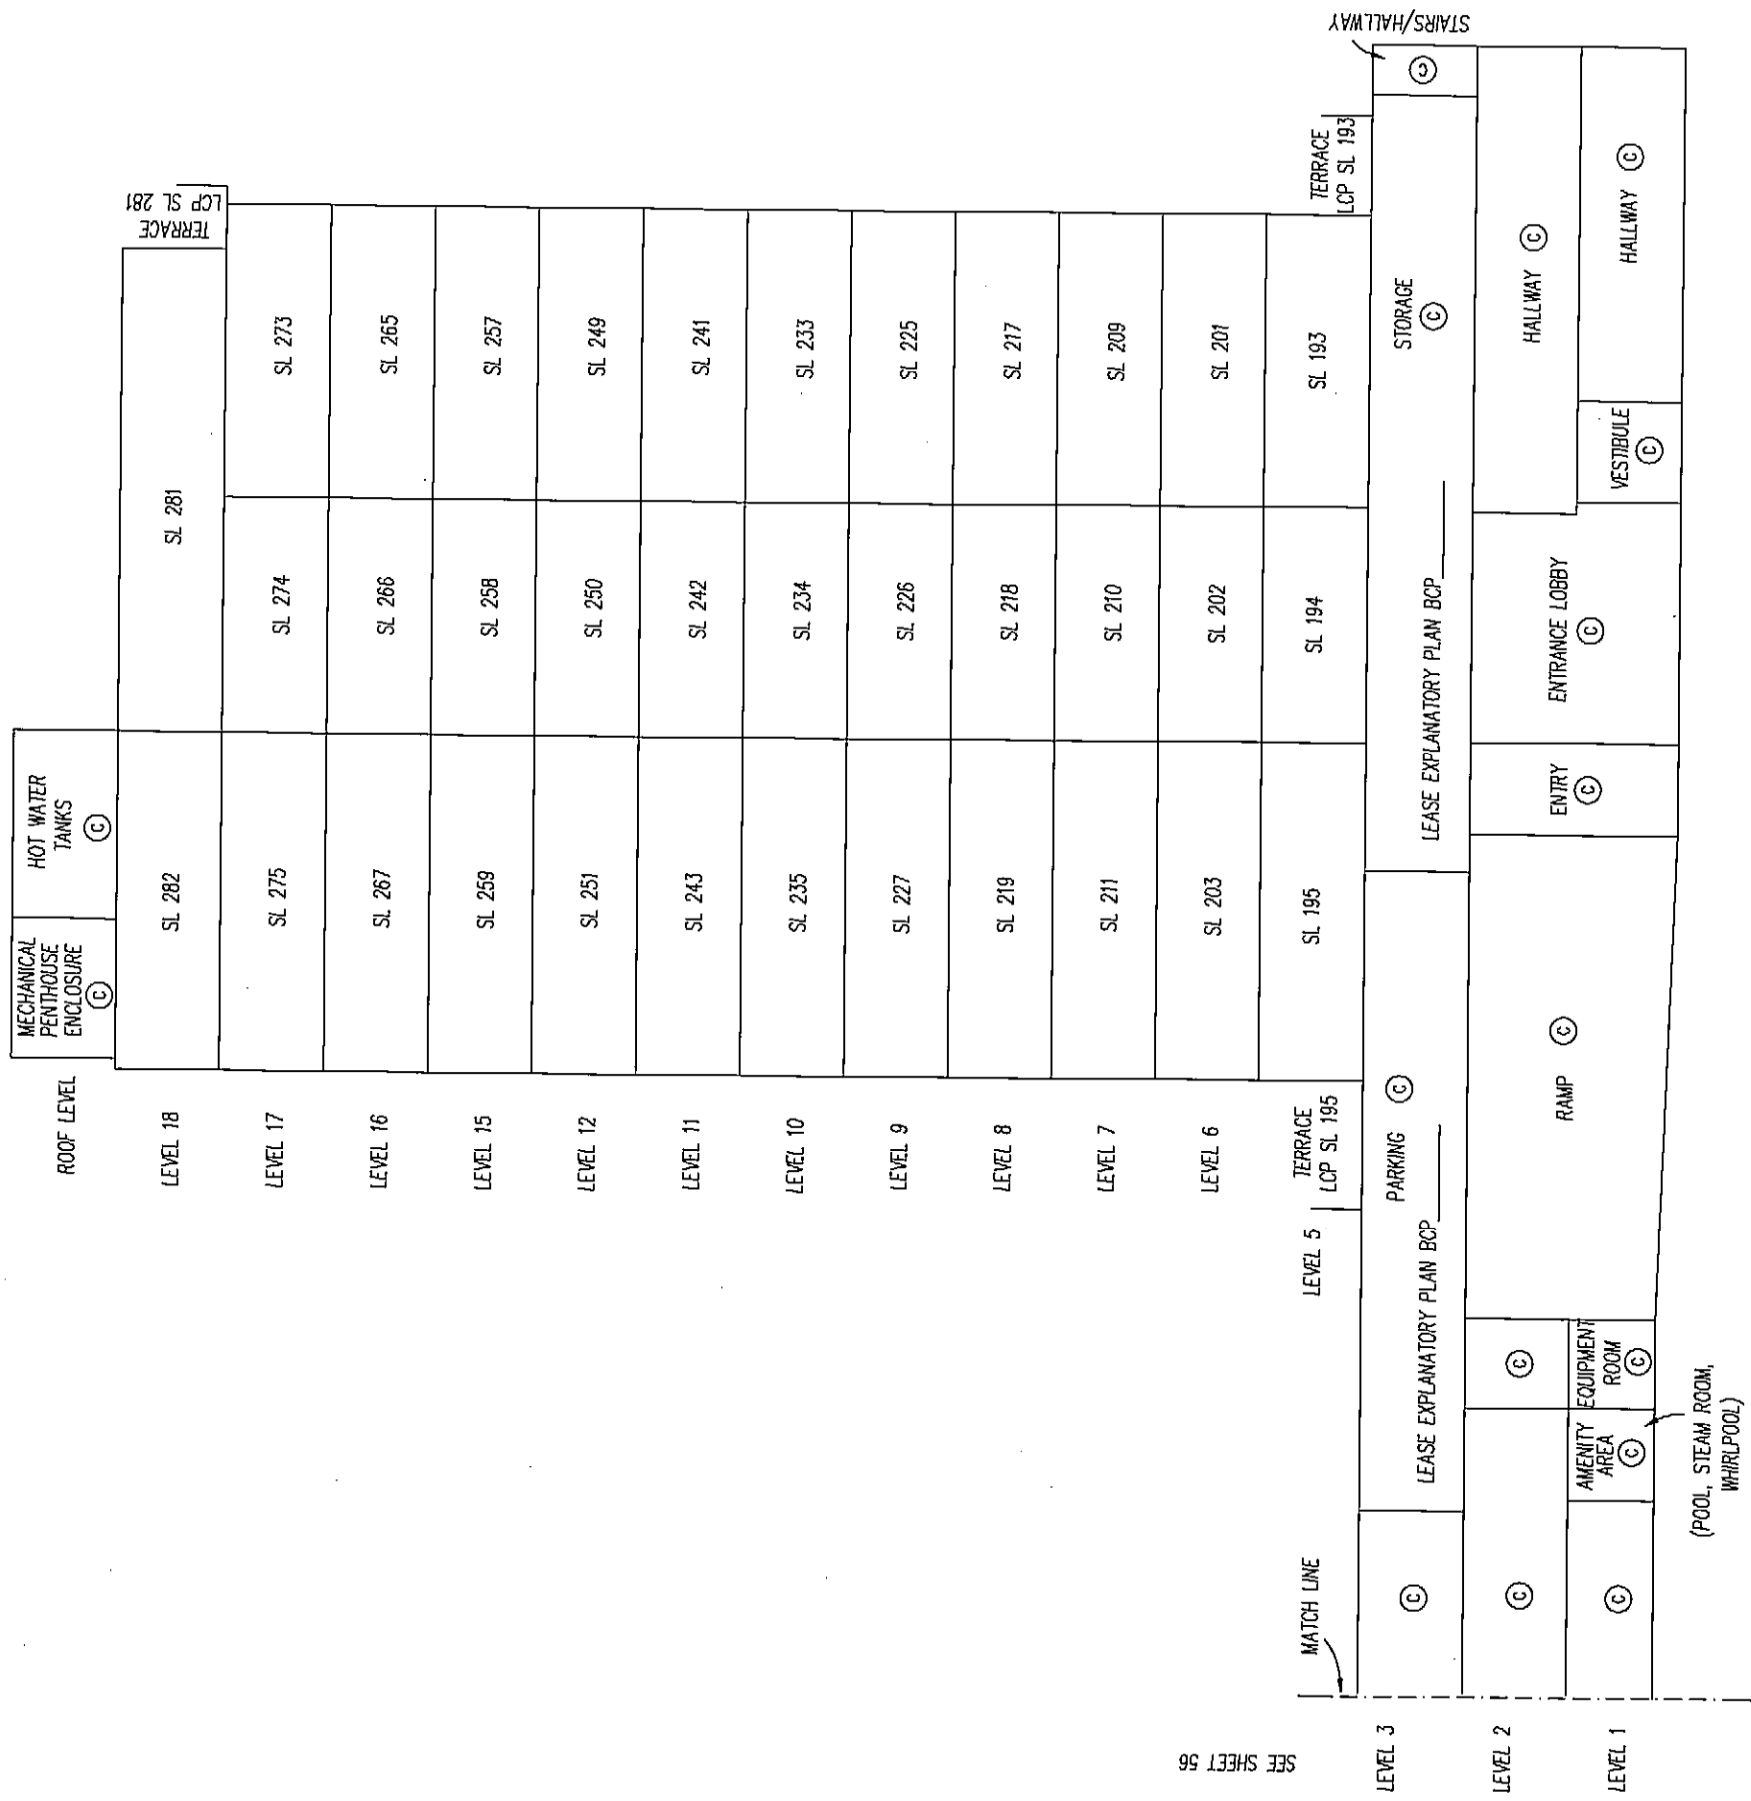 STAIRS/HALLWAY
HOT WATER
TANKS
C
MECHANICAL
PENTHOUSE
ENCLOSURE
C
ROOF LEVEL
TERRACE
LCP SL 281
SL 281
SL 282
LEVEL 18
SL 273
SL 274
SL 275
LEVEL 17
SL 265
SL 266
SL 267
LEVEL 16
SL 257
SL 258
SL 259
LEVEL 15
SL 249
SL 250
SL 251
LEVEL 12
SL 241
SL 242
SL 243
LEVEL 11
SL 233
SL 234
SL 235
LEVEL 10
SL 225
SL 226
SL 227
LEVEL 9
SL 217
SL 218
SL 219
LEVEL 8
SL 209
SL 210
SL 211
LEVEL 7
SL 201
SL 202
SL 203
LEVEL 6
TERRACE
LCP SL 193
SL 193
SL 194
SL 195
TERRACE
LCP SL 195
LEVEL 5
C
STORAGE
C
LEASE EXPLANATORY PLAN BCP
PARKING C
LEASE EXPLANATORY PLAN BCP
C
LEVEL 3
HALLWAY C
ENTRANCE LOBBY
C
ENTRY
C
RAMP C
C
C
LEVEL 2
HALLWAY C
VESTIBULE
C
EQUIPMENT
ROOM
C
AMENITY
AREA
C
C
LEVEL 1
(POOL, STEAM ROOM,
WHIRLPOOL)
MATCH LINE
SEE SHEET 56